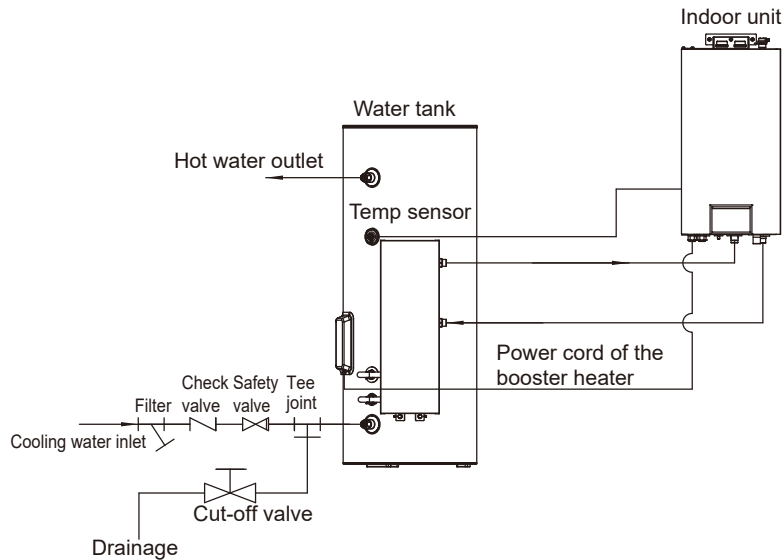 Indoor unit
Water tank
Hot water outlet
Temp sensor
Power cord of the
booster heater
Check Safety Tee
Filter valve valve joint
Cooling water inlet
Cut-off valve
Drainage